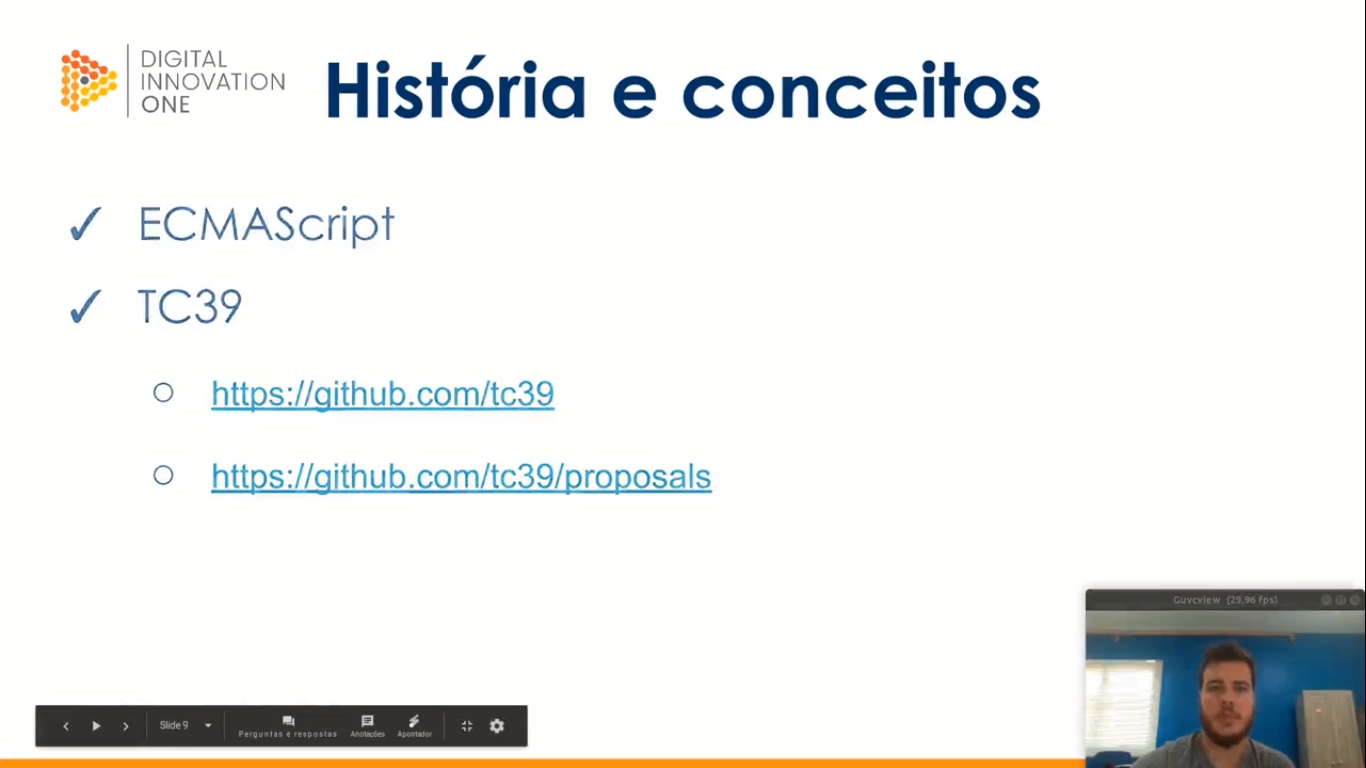 DIGITAL
INNOVATION
ONE
História e conceitos
✓ ECMAScript
✓ TC39
○ https://github.com/tc39
○ https://github.com/tc39/proposals
Guvcview (29,96 fps)
Slide 9
Perguntas e respostas
Anotações
Apontador